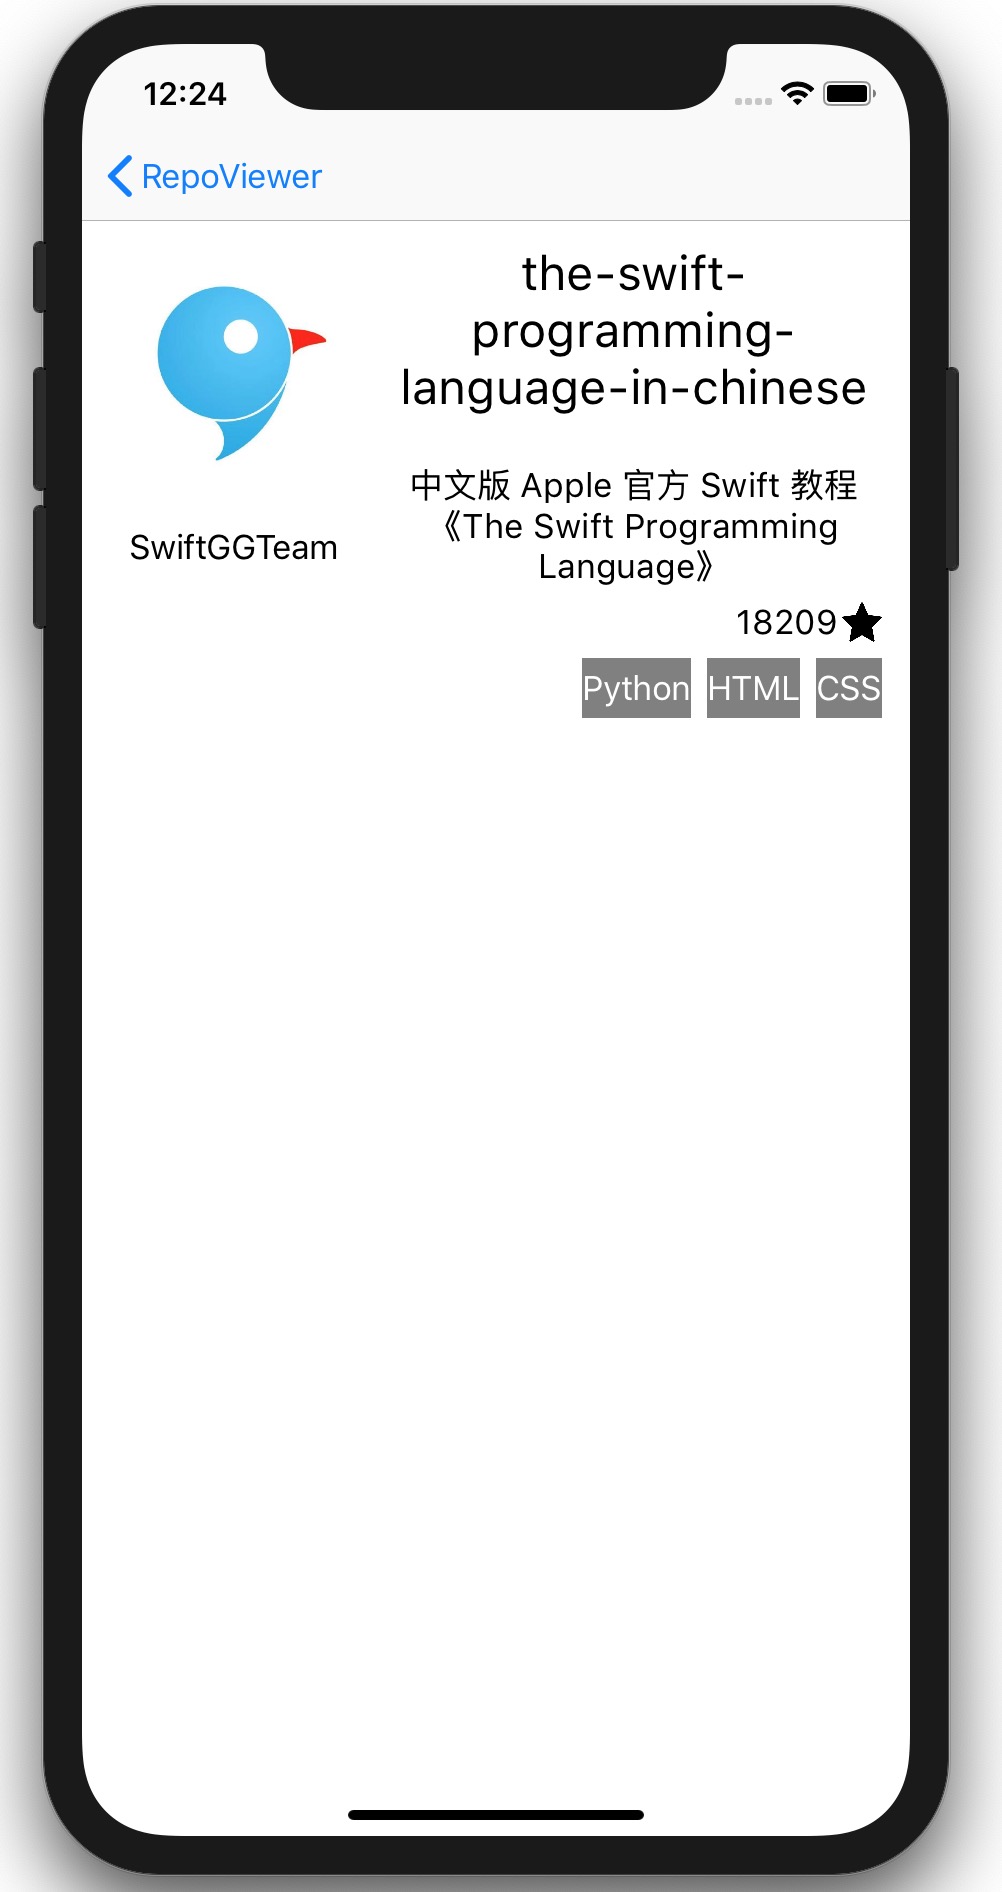 12:24
RepoViewer
the-swift-
programming-
language-in-chinese
中文版 Apple 官方 Swift 教程
《The Swift Programming
Language》
SwiftGGTeam
18209
Python HTML CSS